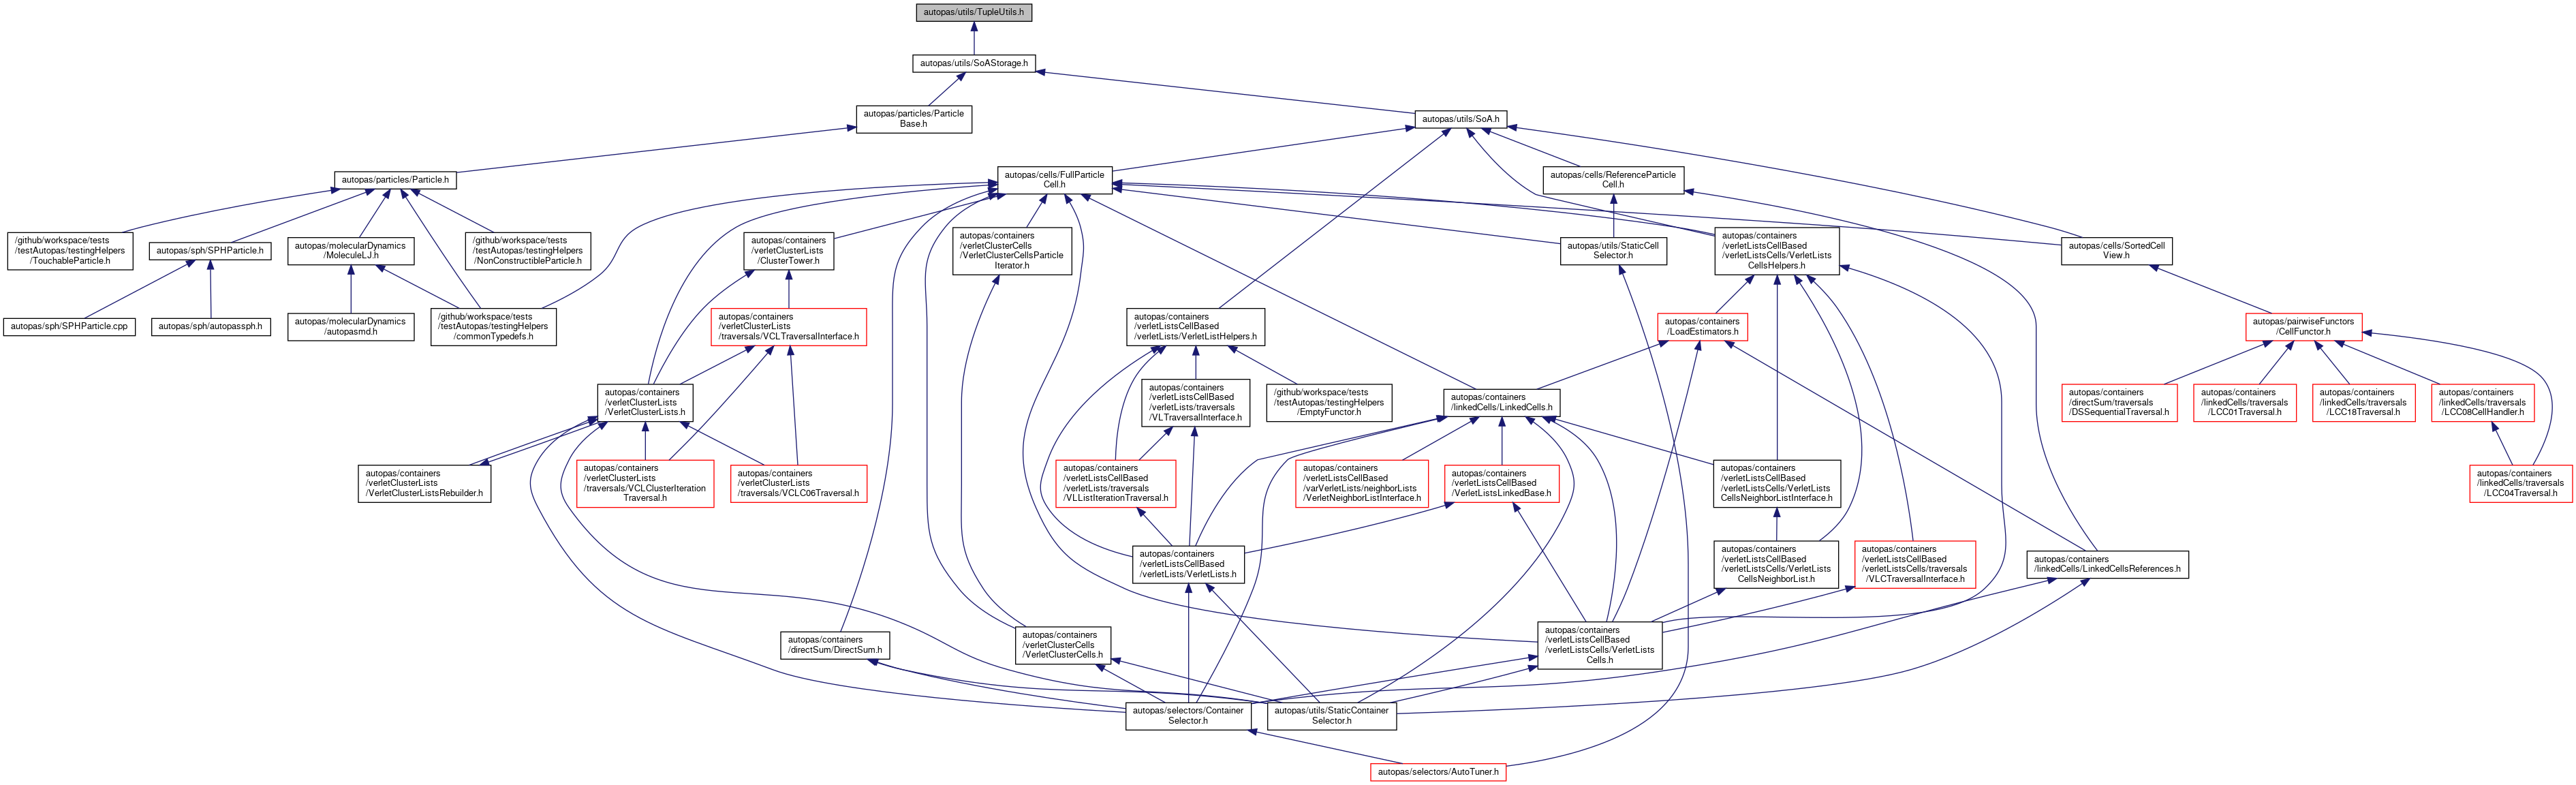 autopas/utils/TupleUtils.h
autopas/utils/SoAStorage.h
autopas/particles/Particle
Base.h
autopas/utils/SoA.h
autopas/particles/Particle.h
autopas/cells/FullParticle
Cell.h
autopas/cells/ReferenceParticle
Cell.h
/github/workspace/tests
/testAutopas/testingHelpers
/TouchableParticle.h
autopas/sph/SPHParticle.h
autopas/molecularDynamics
/MoleculeLJ.h
/github/workspace/tests
/testAutopas/testingHelpers
/NonConstructibleParticle.h
autopas/containers
/verletClusterLists
/ClusterTower.h
autopas/containers
/verletClusterCells
/VerletClusterCellsParticle
Iterator.h
autopas/utils/StaticCell
Selector.h
autopas/containers
/verletListsCellBased
/verletListsCells/VerletLists
CellsHelpers.h
autopas/cells/SortedCell
View.h
autopas/sph/SPHParticle.cpp
autopas/sph/autopassph.h
autopas/molecularDynamics
/autopasmd.h
/github/workspace/tests
/testAutopas/testingHelpers
/commonTypedefs.h
autopas/containers
/verletClusterLists
/traversals/VCLTraversalInterface.h
autopas/containers
/verletListsCellBased
/verletLists/VerletListHelpers.h
autopas/containers
/LoadEstimators.h
autopas/pairwiseFunctors
/CellFunctor.h
autopas/containers
/verletClusterLists
/VerletClusterLists.h
autopas/containers
/verletListsCellBased
/verletLists/traversals
/VLTraversalInterface.h
/github/workspace/tests
/testAutopas/testingHelpers
/EmptyFunctor.h
autopas/containers
/linkedCells/LinkedCells.h
autopas/containers
/directSum/traversals
/DSSequentialTraversal.h
autopas/containers
/linkedCells/traversals
/LCC01Traversal.h
autopas/containers
/linkedCells/traversals
/LCC18Traversal.h
autopas/containers
/linkedCells/traversals
/LCC08CellHandler.h
autopas/containers
/verletClusterLists
/VerletClusterListsRebuilder.h
autopas/containers
/verletClusterLists
/traversals/VCLClusterIteration
Traversal.h
autopas/containers
/verletClusterLists
/traversals/VCLC06Traversal.h
autopas/containers
/verletListsCellBased
/verletLists/traversals
/VLListIterationTraversal.h
autopas/containers
/verletListsCellBased
/varVerletLists/neighborLists
/VerletNeighborListInterface.h
autopas/containers
/verletListsCellBased
/VerletListsLinkedBase.h
autopas/containers
/verletListsCellBased
/verletListsCells/VerletLists
CellsNeighborListInterface.h
autopas/containers
/linkedCells/traversals
/LCC04Traversal.h
autopas/containers
/verletListsCellBased
/verletLists/VerletLists.h
autopas/containers
/verletListsCellBased
/verletListsCells/VerletLists
CellsNeighborList.h
autopas/containers
/verletListsCellBased
/verletListsCells/traversals
/VLCTraversalInterface.h
autopas/containers
/linkedCells/LinkedCellsReferences.h
autopas/containers
/directSum/DirectSum.h
autopas/containers
/verletClusterCells
/VerletClusterCells.h
autopas/containers
/verletListsCellBased
/verletListsCells/VerletLists
Cells.h
autopas/selectors/Container
Selector.h
autopas/utils/StaticContainer
Selector.h
autopas/selectors/AutoTuner.h